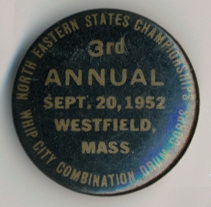 NORTH EASTERN STATES CHAMPIONSHIPS
3rd
ANNUAL
SEPT. 20, 1952
WESTFIELD,
MASS.
WHIP CITY COMBINATION DRUM CORPS